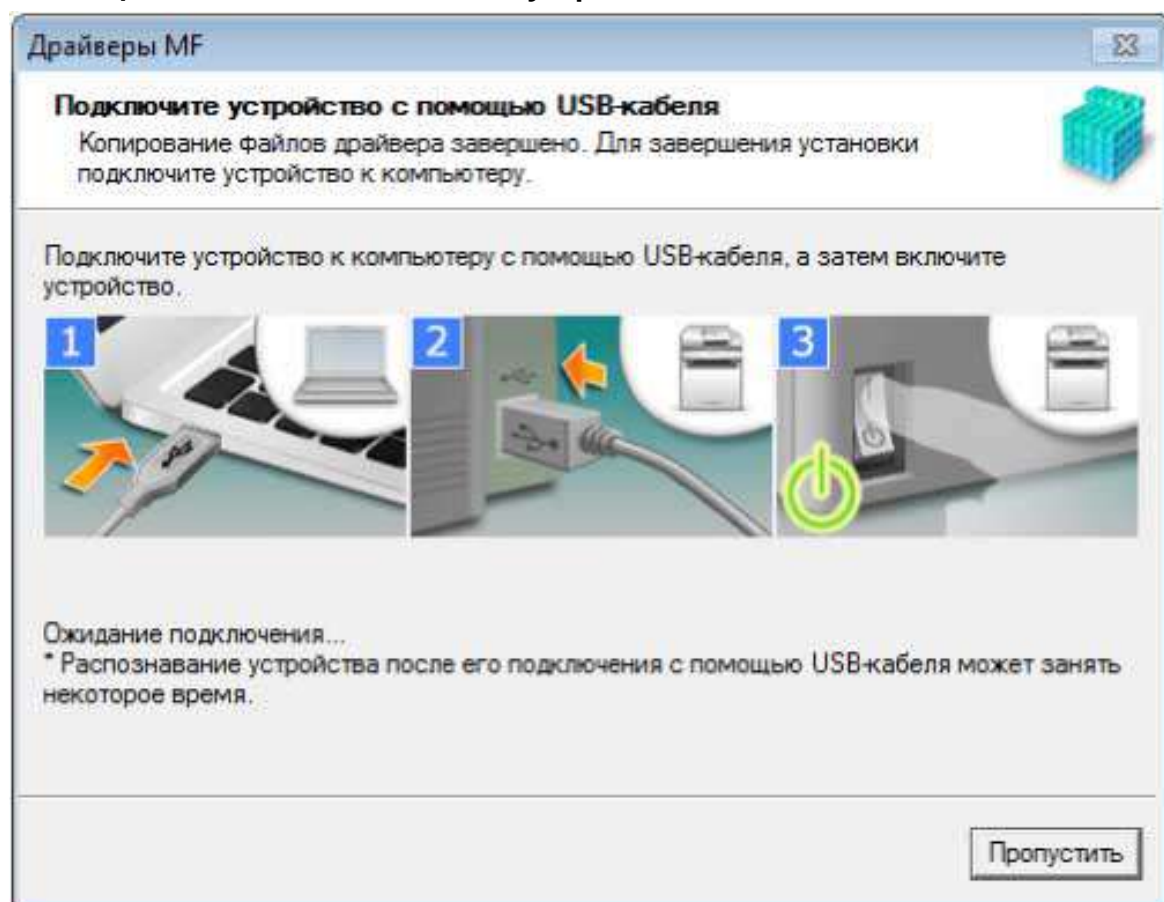 Драйверы MF
Подключите устройство с помощью USB-кабеля
Копирование файлов драйвера завершено. Для завершения установки
подключите устройство к компьютеру.
Подключите устройство к компьютеру с помощью USB-кабеля, а затем включите
устройство.
1 2 3
Ожидание подключения...
* Распознавание устройства после его подключения с помощью USB-кабеля может занять
некоторое время.
Пропустить